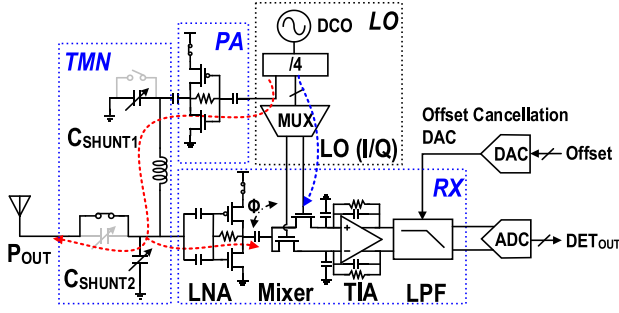 LO
DCO
PA
TMN
/4
C_SHUNT1
MUX
LO (I/Q)
Offset Cancellation
DAC
DAC
Offset
RX
Φ
P_OUT
ADC
DET_OUT
C_SHUNT2
LNA
Mixer
TIA
LPF
+
−
+
−